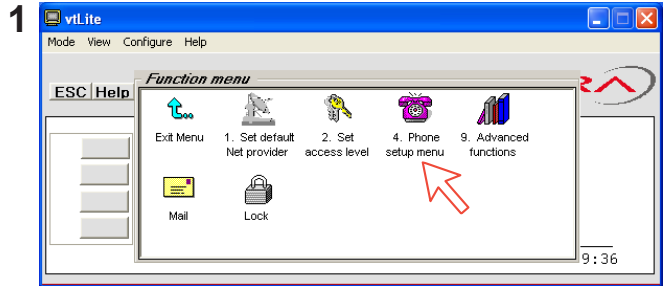 1
vtLite
Mode View Configure Help
ESC Help
Function menu
Exit Menu
1. Set default
Net provider
2. Set
access level
4. Phone
setup menu
9. Advanced
functions
Mail
Lock
9:36